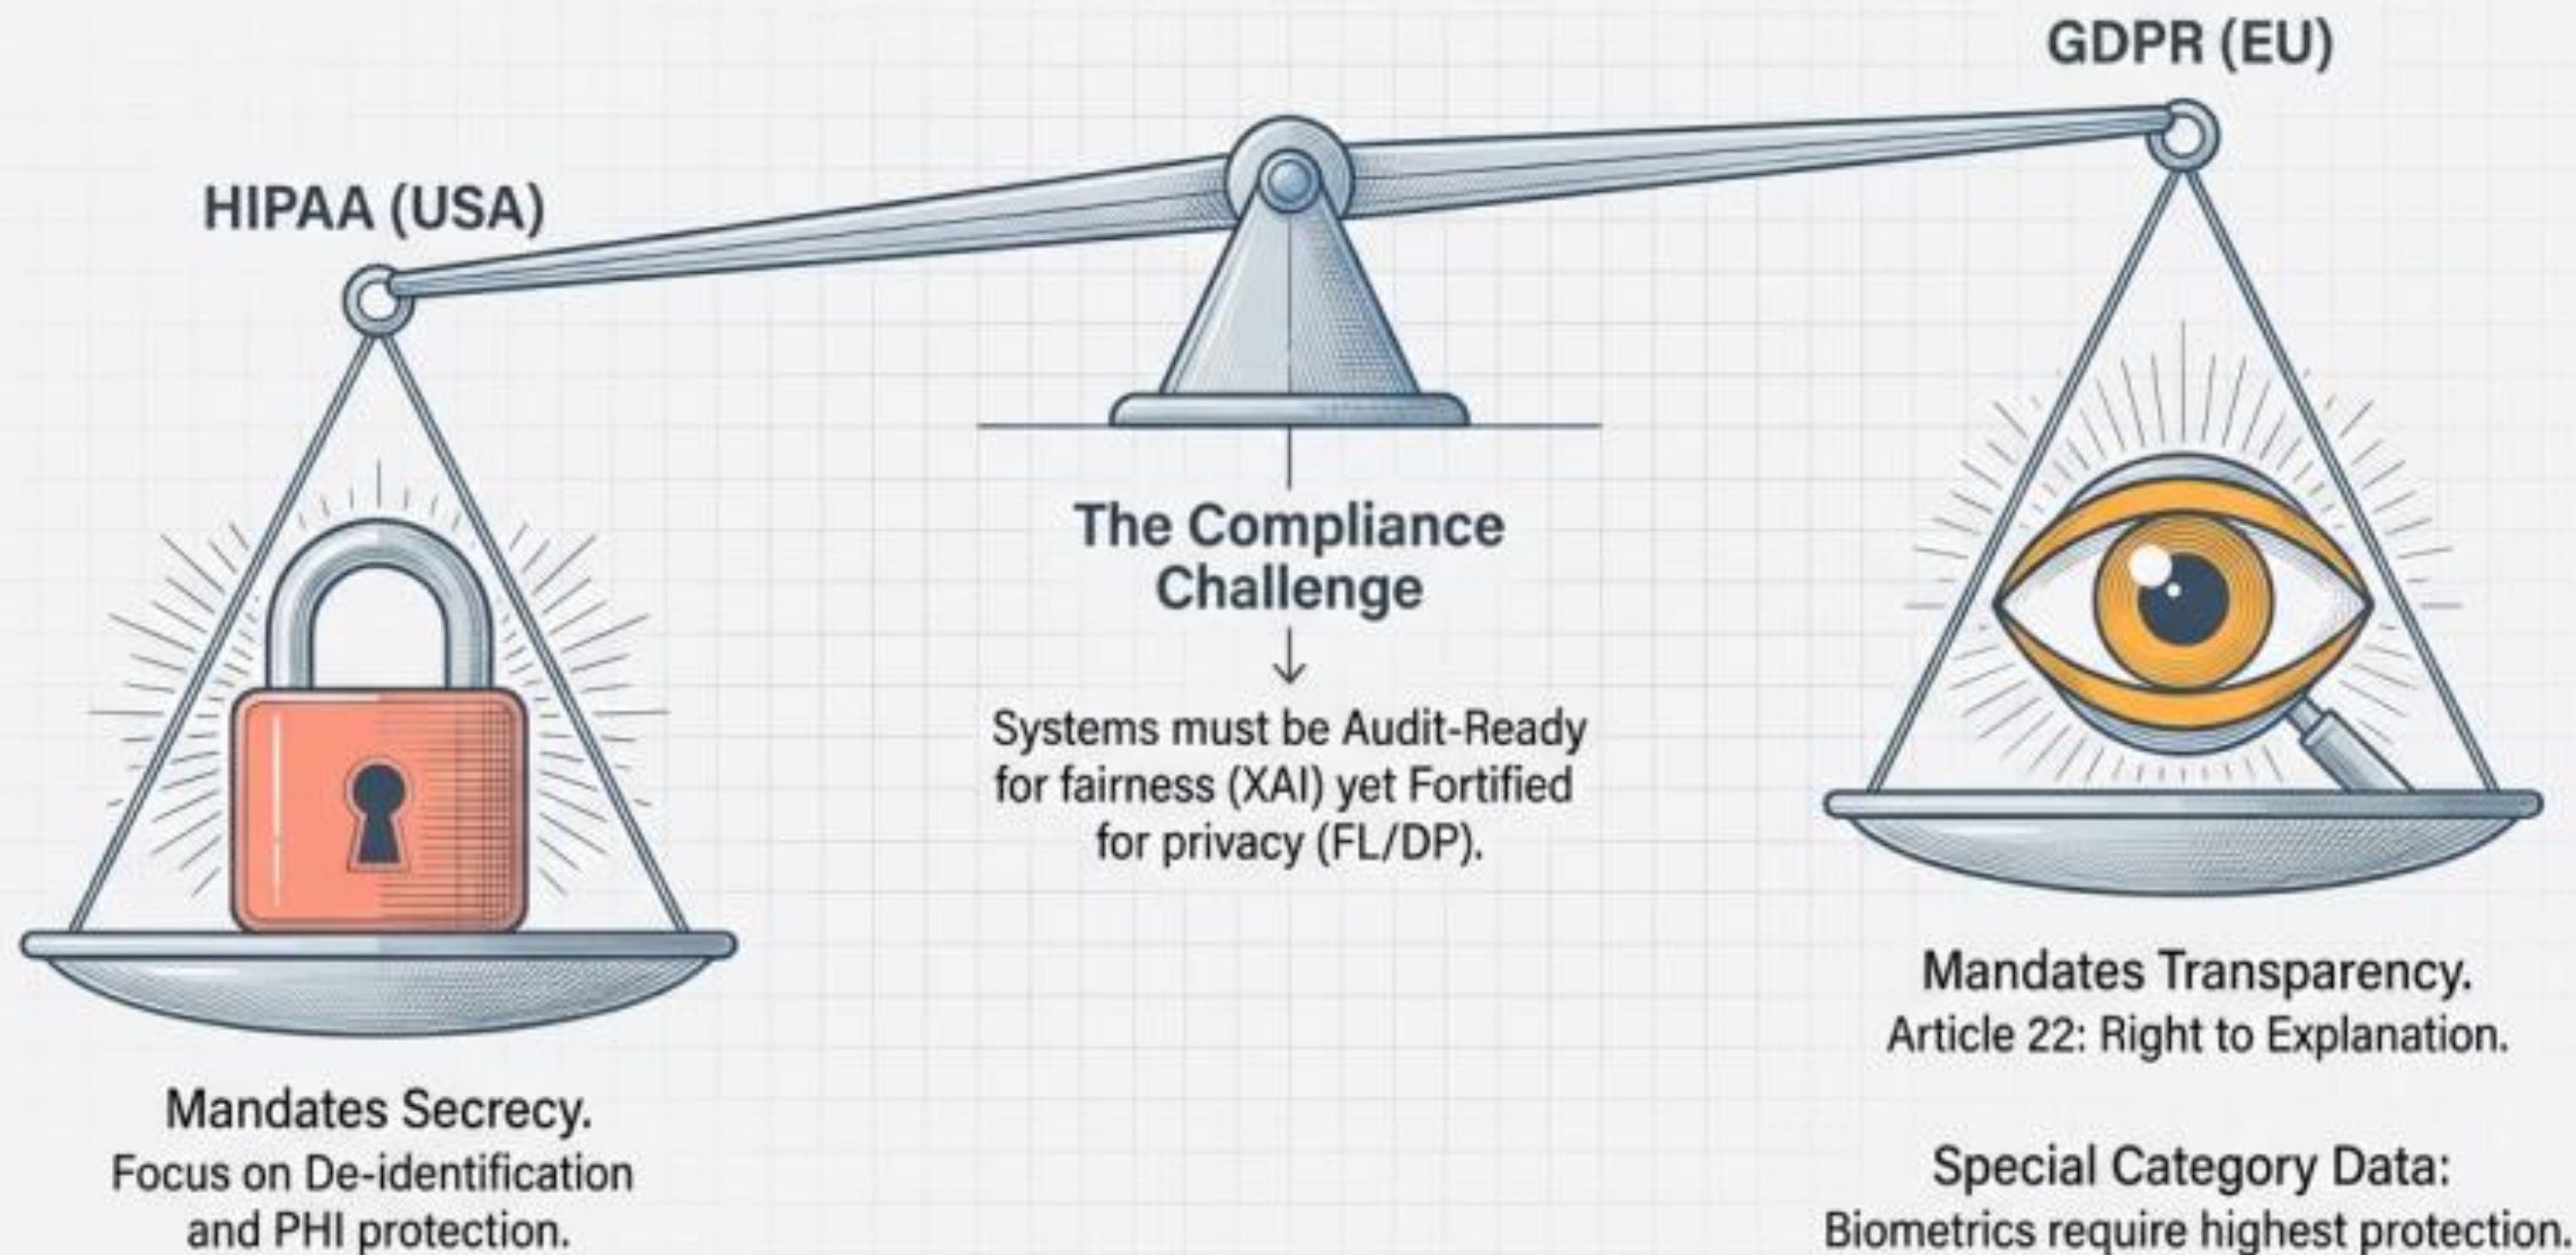 HIPAA (USA)
Mandates Secrecy.
Focus on De-identification
and PHI protection.
The Compliance
Challenge
Systems must be Audit-Ready
for fairness (XAI) yet Fortified
for privacy (FL/DP).
GDPR (EU)
Mandates Transparency.
Article 22: Right to Explanation.
Special Category Data:
Biometrics require highest protection.